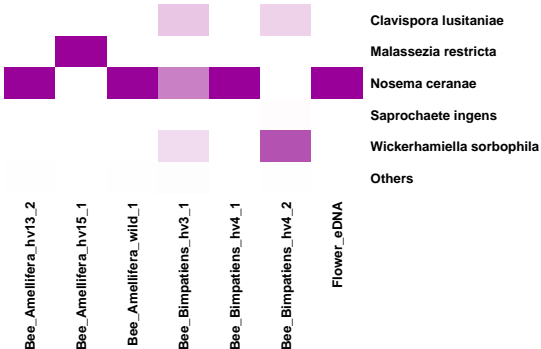 Clavispora lusitaniae
Malassezia restricta
Nosema ceranae
Saprochaete ingens
Wickerhamiella sorbophila
Others
Bee_Amellifera_hv13_2
Bee_Amellifera_hv15_1
Bee_Amellifera_wild_1
Bee_Bimpatiens_hv3_1
Bee_Bimpatiens_hv4_1
Bee_Bimpatiens_hv4_2
Flower_eDNA